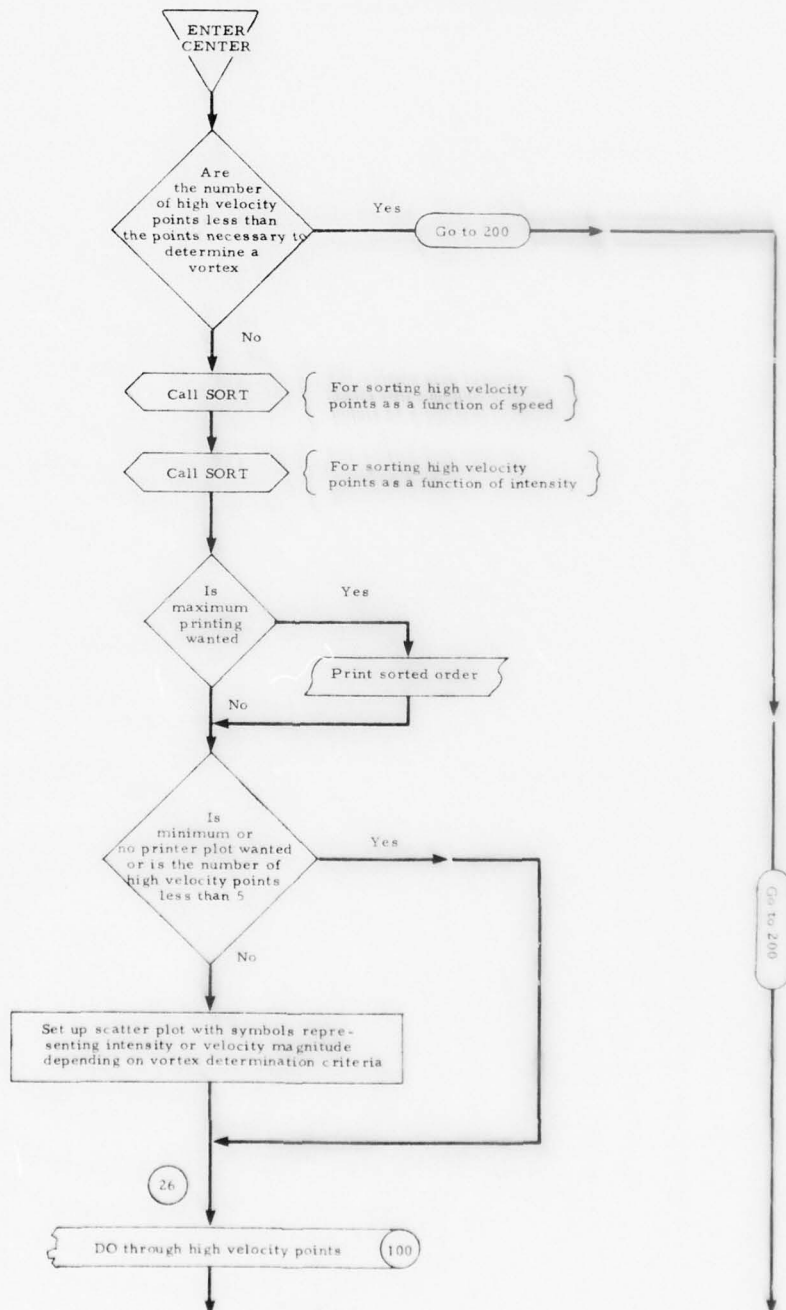 ENTER
CENTER
Are
the number
of high velocity
points less than
the points necessary to
determine a
vortex
Yes
Go to 200
No
Call SORT
For sorting high velocity
points as a function of speed
Call SORT
For sorting high velocity
points as a function of intensity
Is
maximum
printing
wanted
Yes
Print sorted order
No
Is
minimum or
no printer plot wanted
or is the number of
high velocity points
less than 5
Yes
Go to 200
No
Set up scatter plot with symbols repre-
senting intensity or velocity magnitude
depending on vortex determination criteria
26
DO through high velocity points
100